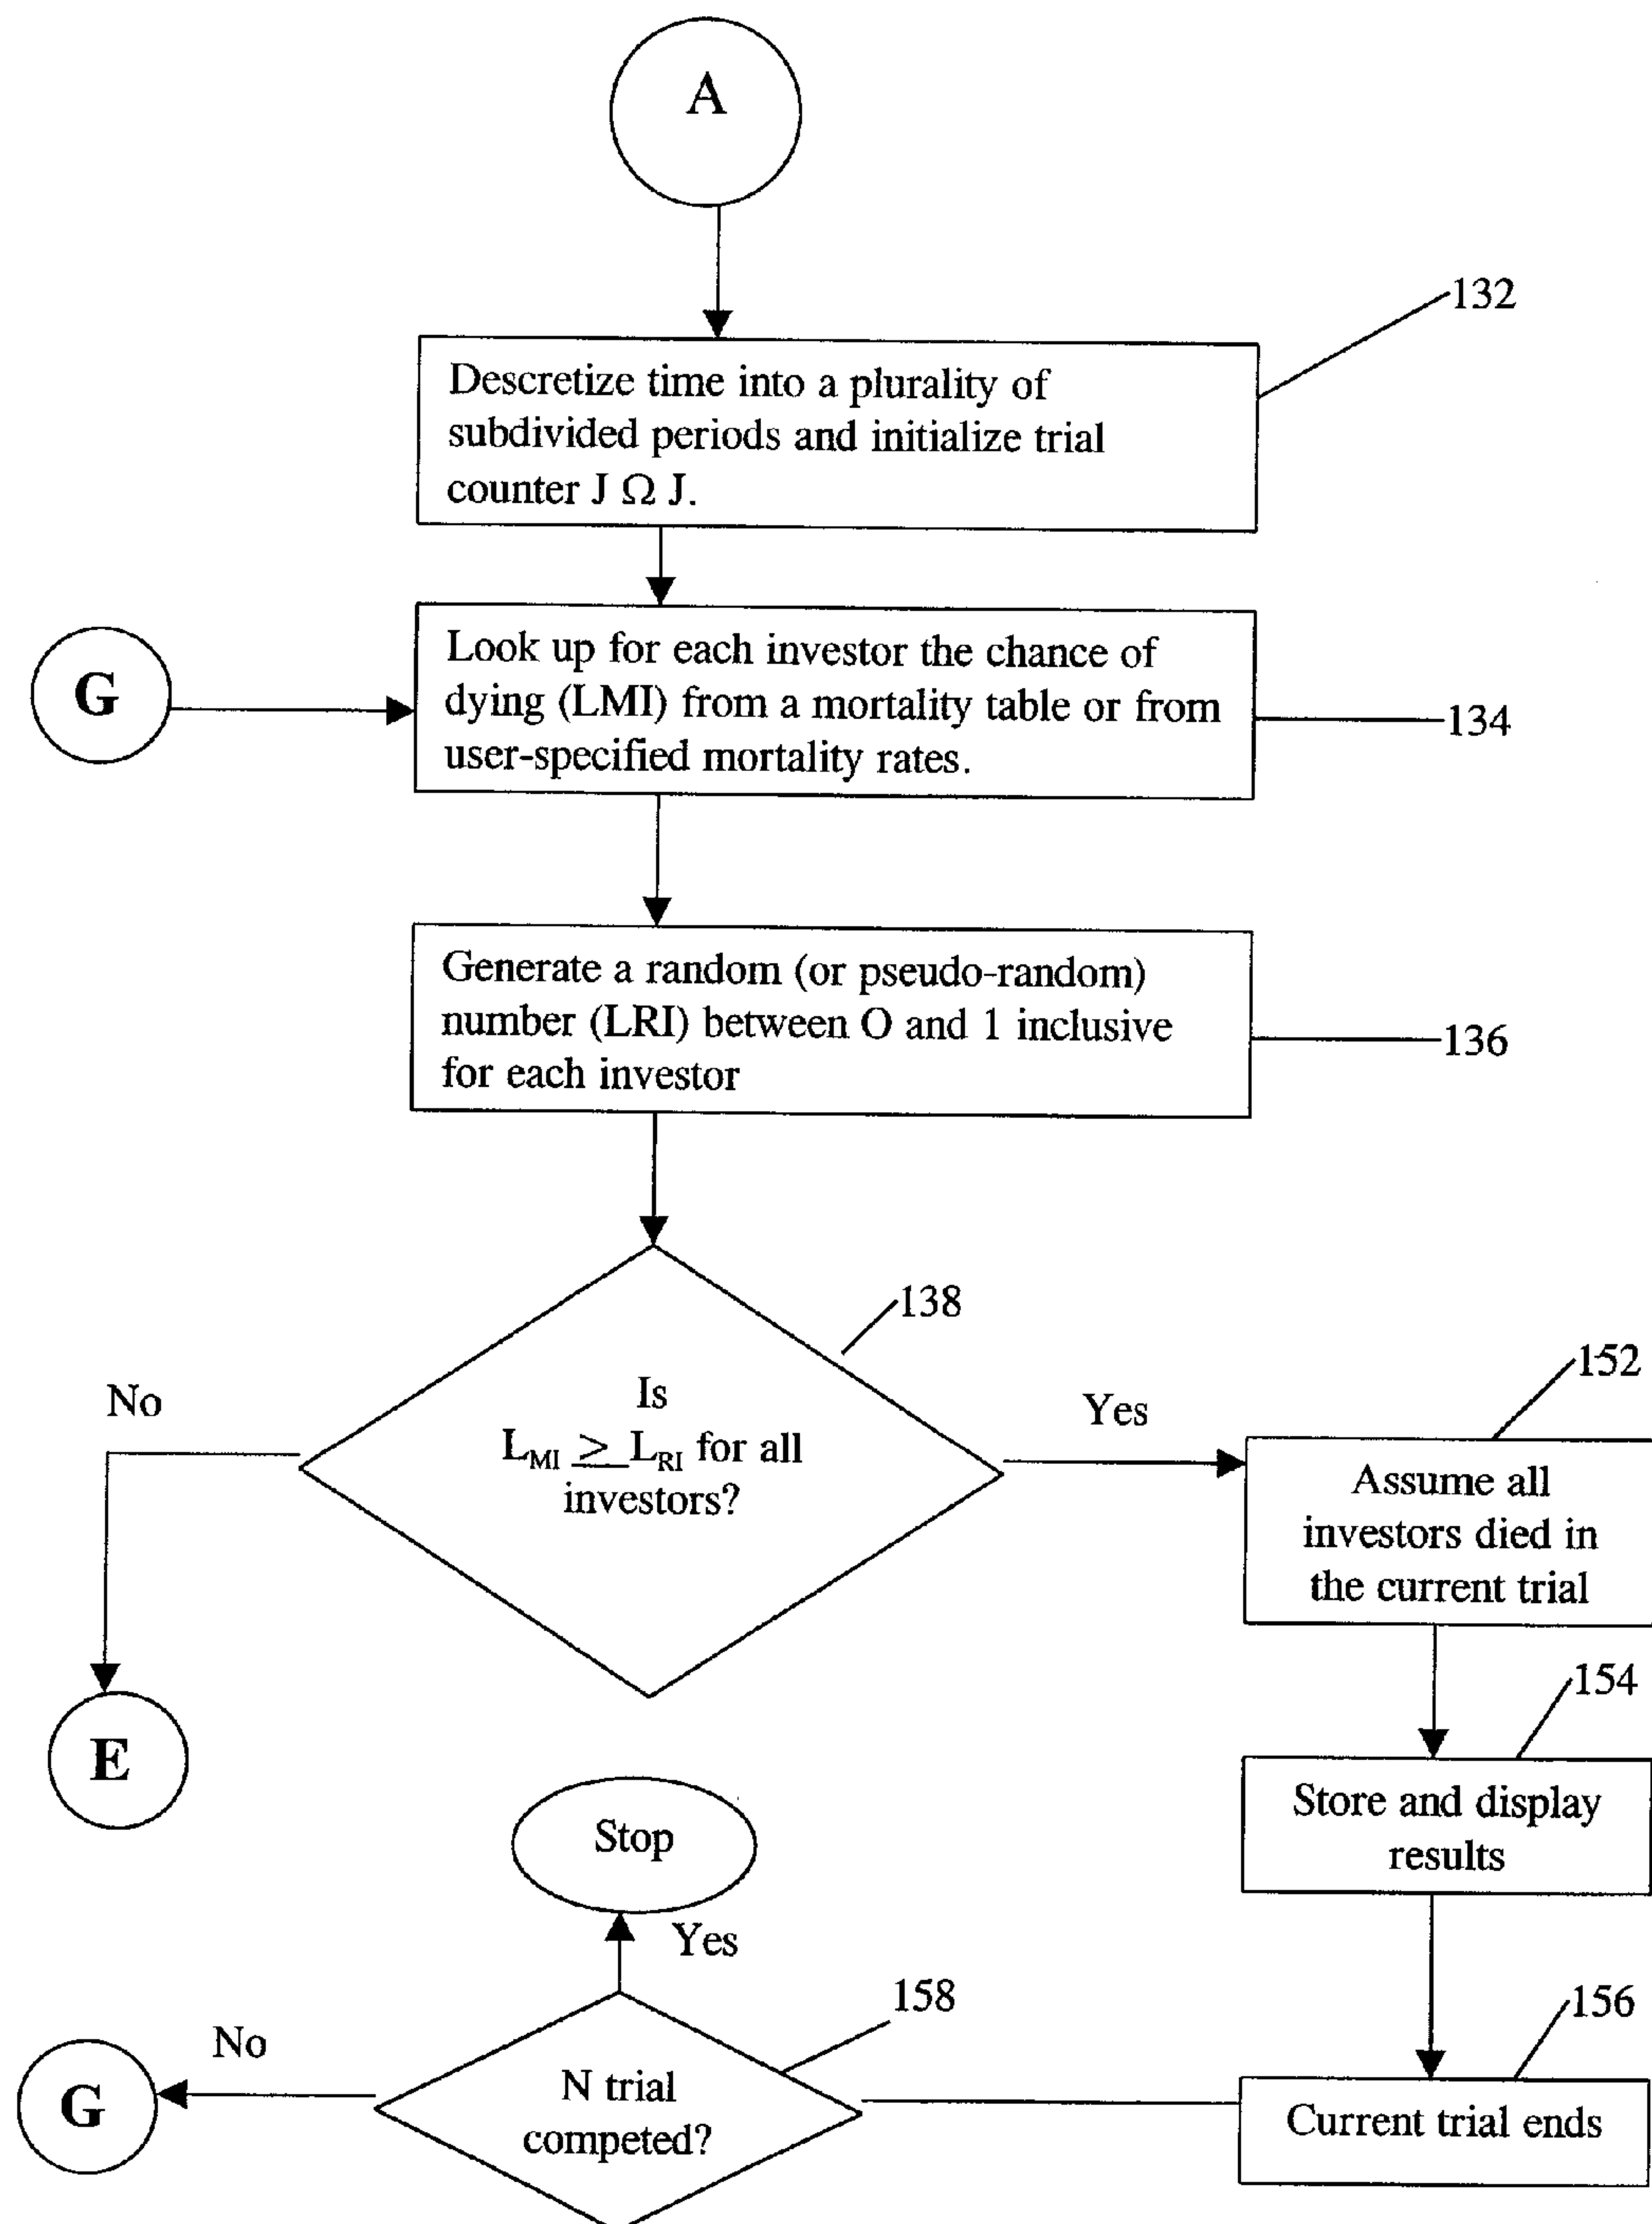 A
132
Descretize time into a plurality of
subdivided periods and initialize trial
counter J Ω J.
G
Look up for each investor the chance of
dying (LMI) from a mortality table or from
user-specified mortality rates.
134
Generate a random (or pseudo-random)
number (LRI) between O and 1 inclusive
for each investor
136
138
Is
LMI ≥ LRI for all
investors?
No
Yes
152
Assume all
investors died in
the current trial
E
154
Store and display
results
Stop
Yes
158
156
No
G
N trial
competed?
Current trial ends